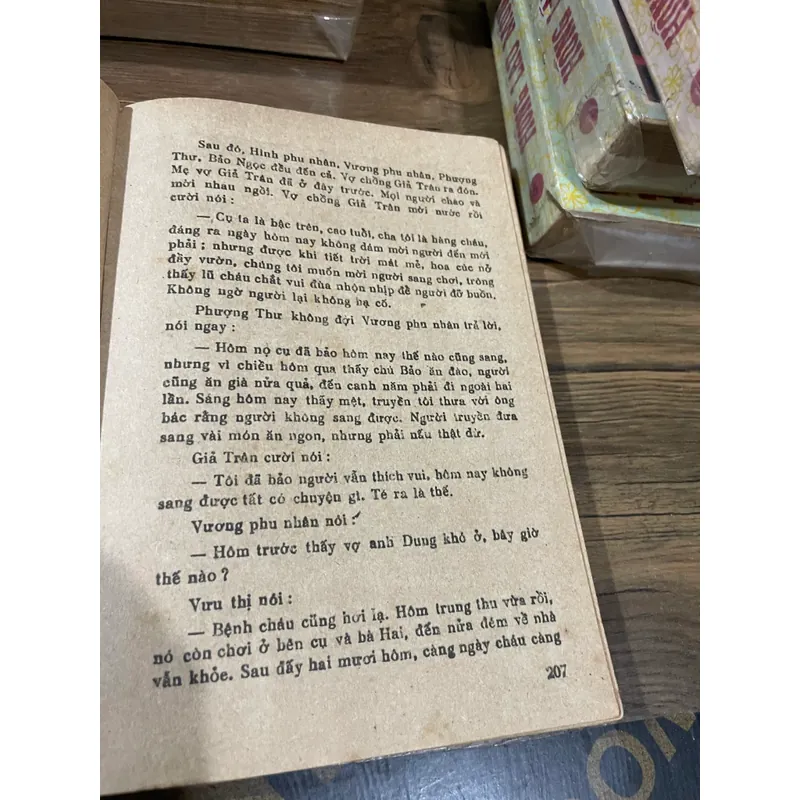 Sau đó, Hình phu nhân, Vương phu nhân, Phượng
Thư, Bảo Ngọc đều đến cả. Vợ chồng Giả Trân ra đón.
Mẹ vợ Giả Trân đã ở đây trước. Mọi người chào và
mời nhau ngồi. Vợ chồng Giả Trân mời nước rồi
cười nói :
— Cụ ta là bậc trên, cao tuổi, cha tôi là hàng cháu,
đáng ra ngày hôm nay không dám mời người đến mới
phải ; nhưng được khi tiết trời mát mẻ, hoa cúc nở
đầy vườn, chúng tôi muốn mời người sang chơi, trông
thấy lũ cháu chắt vui đùa nhộn nhịp để người đỡ buồn.
Không ngờ người lại không hạ cố.
Phượng Thư không đợi Vương phu nhân trả lời,
nói ngay :
— Hôm nọ cụ đã bảo hôm nay thế nào cũng sang,
nhưng vì chiều hôm qua thấy chú Bảo ăn đào, người
cũng ăn già nửa quả, đến canh năm phải đi ngoài hai
lần. Sáng hôm nay thấy mệt, truyền tôi thưa với ông
bác rằng người không sang được. Người truyền đưa
sang vài món ăn ngon, nhưng phải nấu thật dừ.
Giả Trân cười nói :
— Tôi đã bảo người vẫn thích vui, hôm nay không
sang được tất có chuyện gì. Té ra là thế.
Vương phu nhân nói :
— Hôm trước thấy vợ anh Dung khó ở, bây giờ
thế nào ?
Vưu thị nói :
— Bệnh cháu cũng hơi lạ. Hôm trung thu vừa rồi,
nó còn chơi ở bên cụ và bà Hai, đến nửa đêm về nhà
vẫn khỏe. Sau đấy hai mươi hôm, càng ngày cháu càng
207